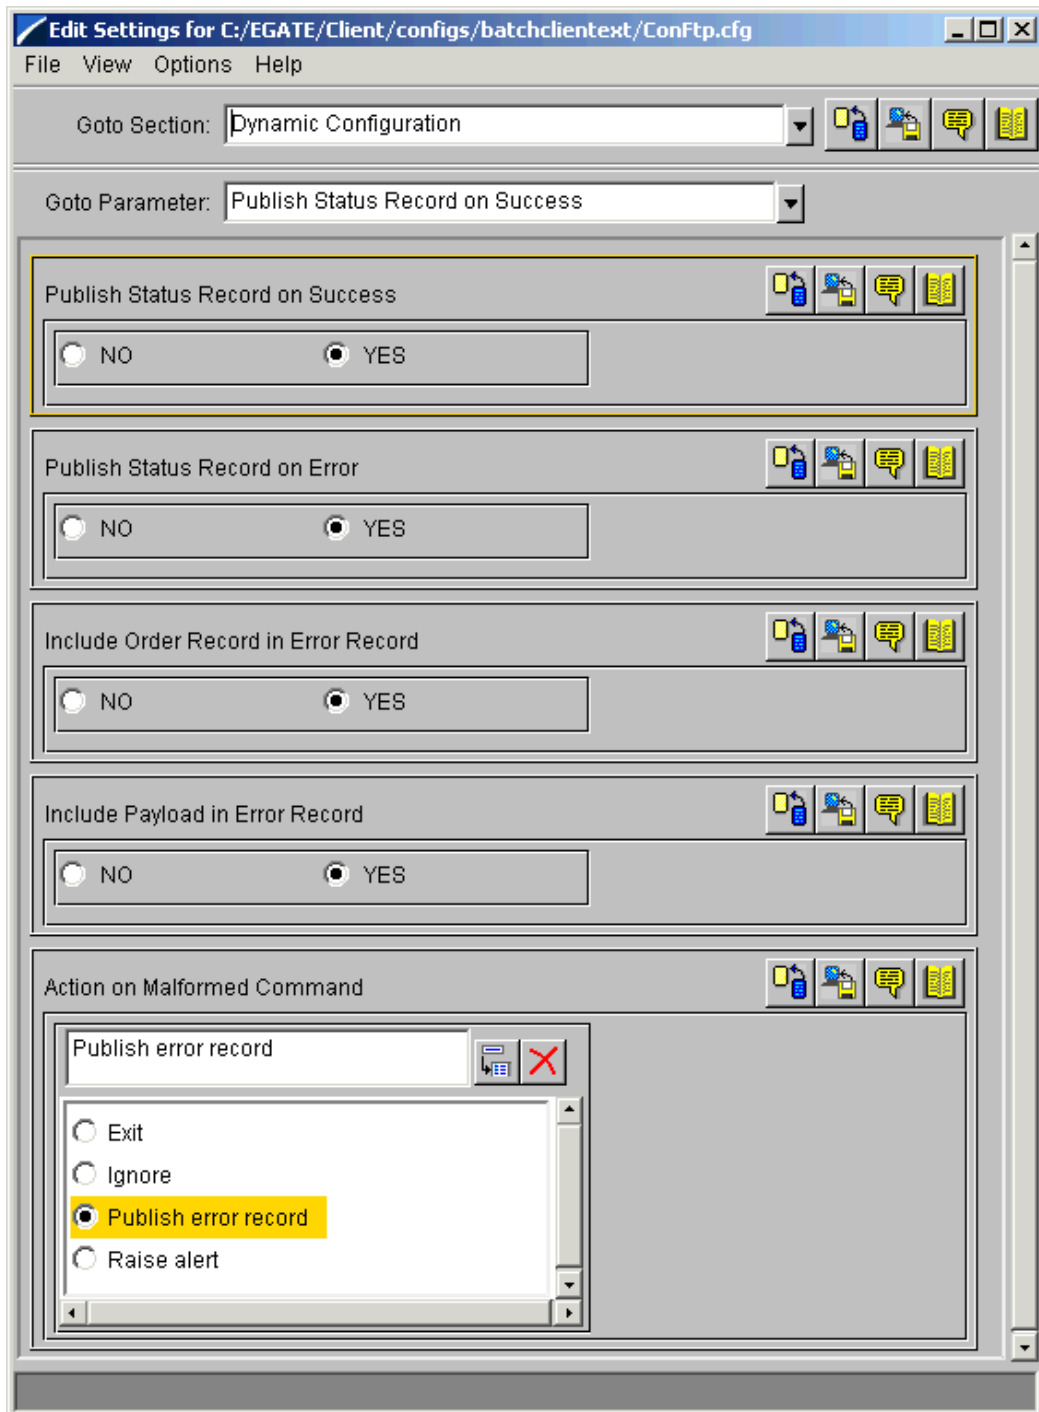 Edit Settings for C:/EGATE/Client/configs/batchclientext/ConFtp.cfg
File View Options Help
Goto Section: Dynamic Configuration
Goto Parameter: Publish Status Record on Success
Publish Status Record on Success
NO YES
Publish Status Record on Error
NO YES
Include Order Record in Error Record
NO YES
Include Payload in Error Record
NO YES
Action on Malformed Command
Publish error record
Exit
Ignore
Publish error record
Raise alert